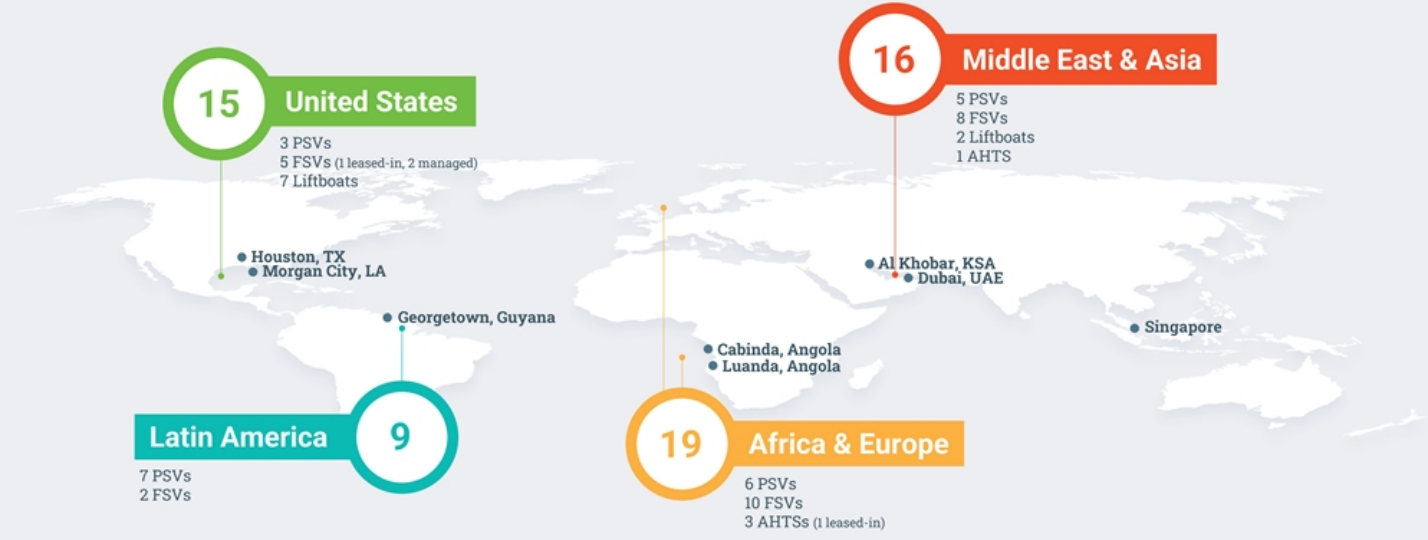 15
United States
3 PSVs
5 FSVs (1 leased-in, 2 managed)
7 Liftboats
16
Middle East & Asia
5 PSVs
8 FSVs
2 Liftboats
1 AHTS
Houston, TX
Morgan City, LA
Georgetown, Guyana
Al Khobar, KSA
Dubai, UAE
Singapore
Cabinda, Angola
Luanda, Angola
Latin America
9
7 PSVs
2 FSVs
19
Africa & Europe
6 PSVs
10 FSVs
3 AHTSs (1 leased-in)